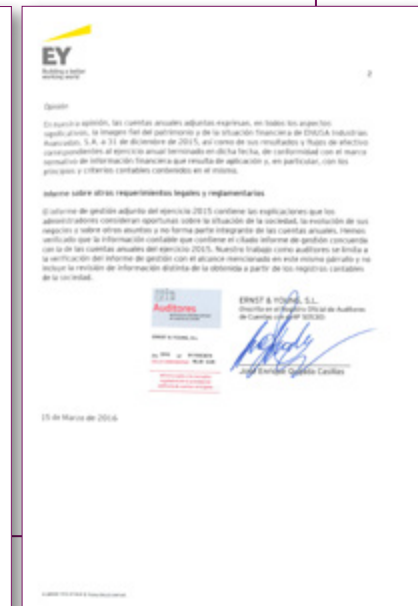 EY
Building a better
working world
2
Opinión
En nuestra opinión, las cuentas anuales adjuntas expresan, en todos los aspectos
significativos, la imagen fiel del patrimonio y de la situación financiera de ENUSA Industrias
Avanzadas, S.A. a 31 de diciembre de 2015, así como de sus resultados y flujos de efectivo
correspondientes al ejercicio anual terminado en dicha fecha, de conformidad con el marco
normativo de información financiera que resulta de aplicación y, en particular, con los
principios y criterios contables contenidos en el mismo.
Informe sobre otros requerimientos legales y reglamentarios
El informe de gestión adjunto del ejercicio 2015 contiene las explicaciones que los
administradores consideran oportunas sobre la situación de la sociedad, la evolución de sus
negocios y sobre otros asuntos y no forma parte integrante de las cuentas anuales. Hemos
verificado que la información contable que contiene el citado informe de gestión concuerda
con la de las cuentas anuales del ejercicio 2015. Nuestro trabajo como auditores se limita a
la verificación del informe de gestión con el alcance mencionado en este mismo párrafo y no
incluye la revisión de información distinta de la obtenida a partir de los registros contables
de la sociedad.
Auditores
ERNST & YOUNG, S.L.
ERNST & YOUNG, S.L.
(Inscrita en el Registro Oficial de Auditores
de Cuentas
José Enrique Quijada Casillas
15 de Marzo de 2016